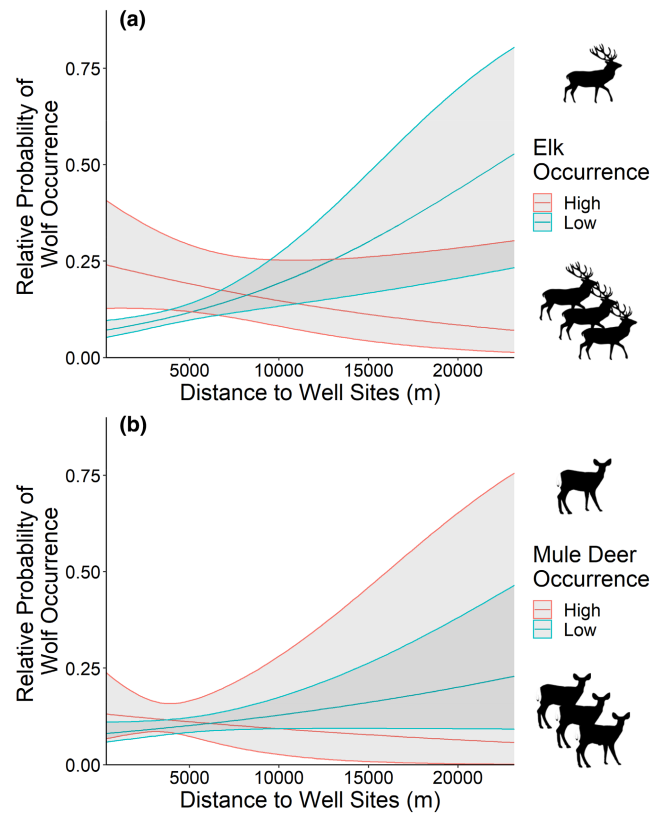 (a)
Relative Probablilty of
Wolf Occurrence
0.75
0.50
0.25
0.00
5000 10000 15000 20000
Distance to Well Sites (m)
Elk
Occurrence
High
Low
(b)
Relative Probablilty of
Wolf Occurrence
0.75
0.50
0.25
0.00
5000 10000 15000 20000
Distance to Well Sites (m)
Mule Deer
Occurrence
High
Low